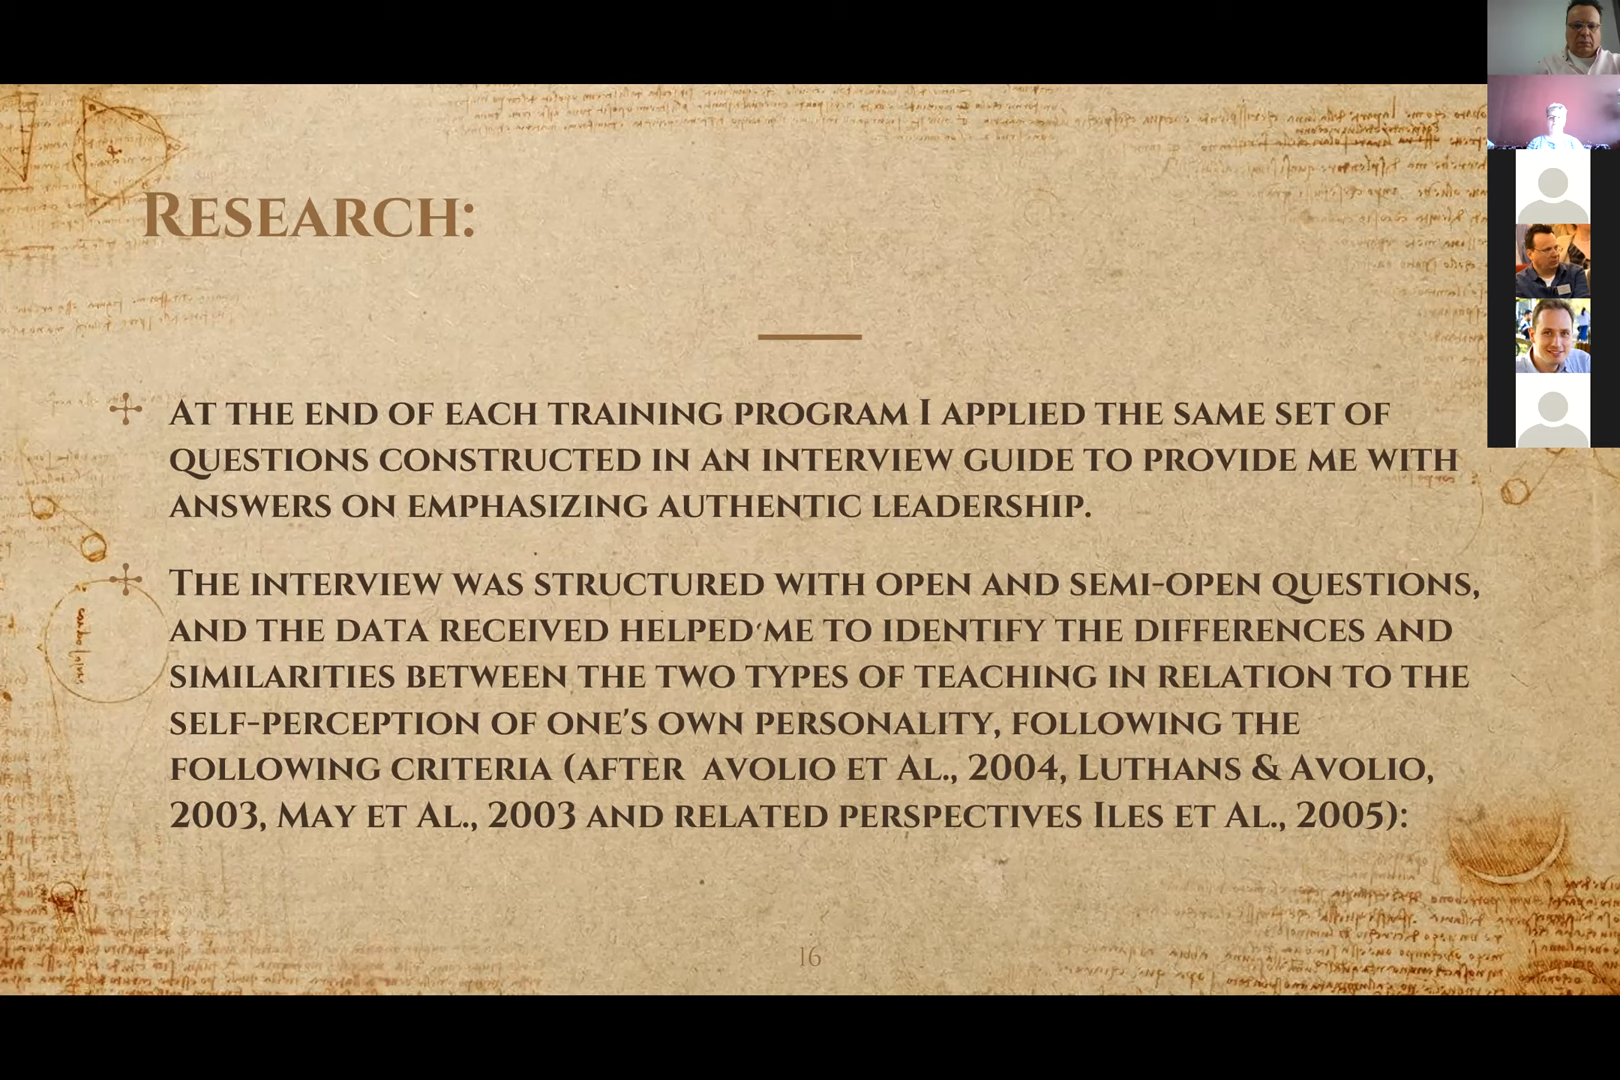 Research:
At the end of each training program I applied the same set of
questions constructed in an interview guide to provide me with
answers on emphasizing authentic leadership.
The interview was structured with open and semi-open questions,
and the data received helped me to identify the differences and
similarities between the two types of teaching in relation to the
self-perception of one's own personality, following the
following criteria (after avolio et Al., 2004, Luthans & Avolio,
2003, May et Al., 2003 and related perspectives Iles et Al., 2005):
16